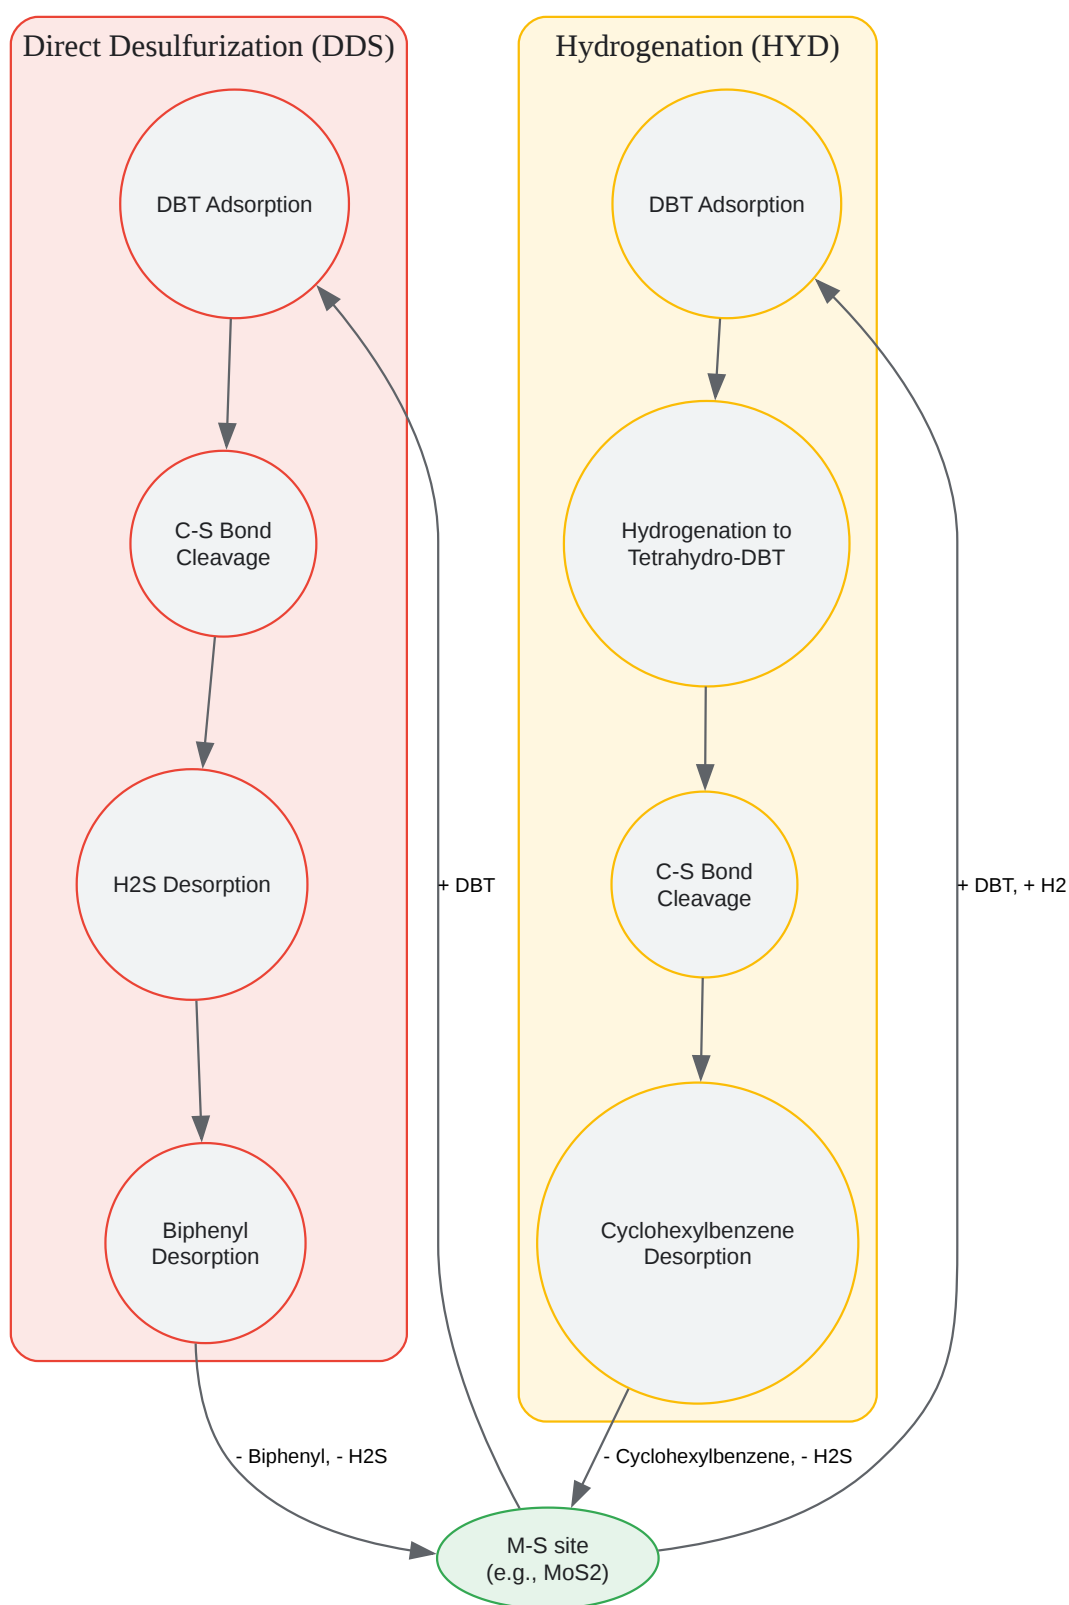 Direct Desulfurization (DDS)
DBT Adsorption
C-S Bond
Cleavage
H2S Desorption
Biphenyl
Desorption
Hydrogenation (HYD)
DBT Adsorption
Hydrogenation to
Tetrahydro-DBT
C-S Bond
Cleavage
Cyclohexylbenzene
Desorption
+ DBT
+ DBT, + H2
- Biphenyl, - H2S
- Cyclohexylbenzene, - H2S
M-S site
(e.g., MoS2)